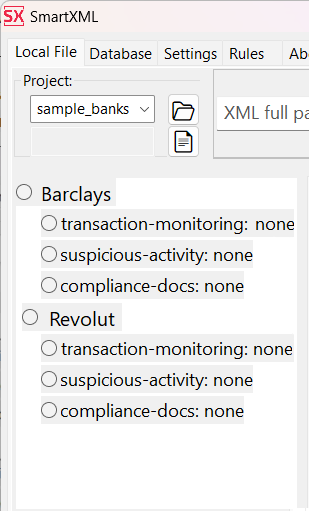 SX SmartXML
Local File Database Settings Rules Abo
Project:
sample_banks
XML full pa
Barclays
transaction-monitoring: none
suspicious-activity: none
compliance-docs: none
Revolut
transaction-monitoring: none
suspicious-activity: none
compliance-docs: none